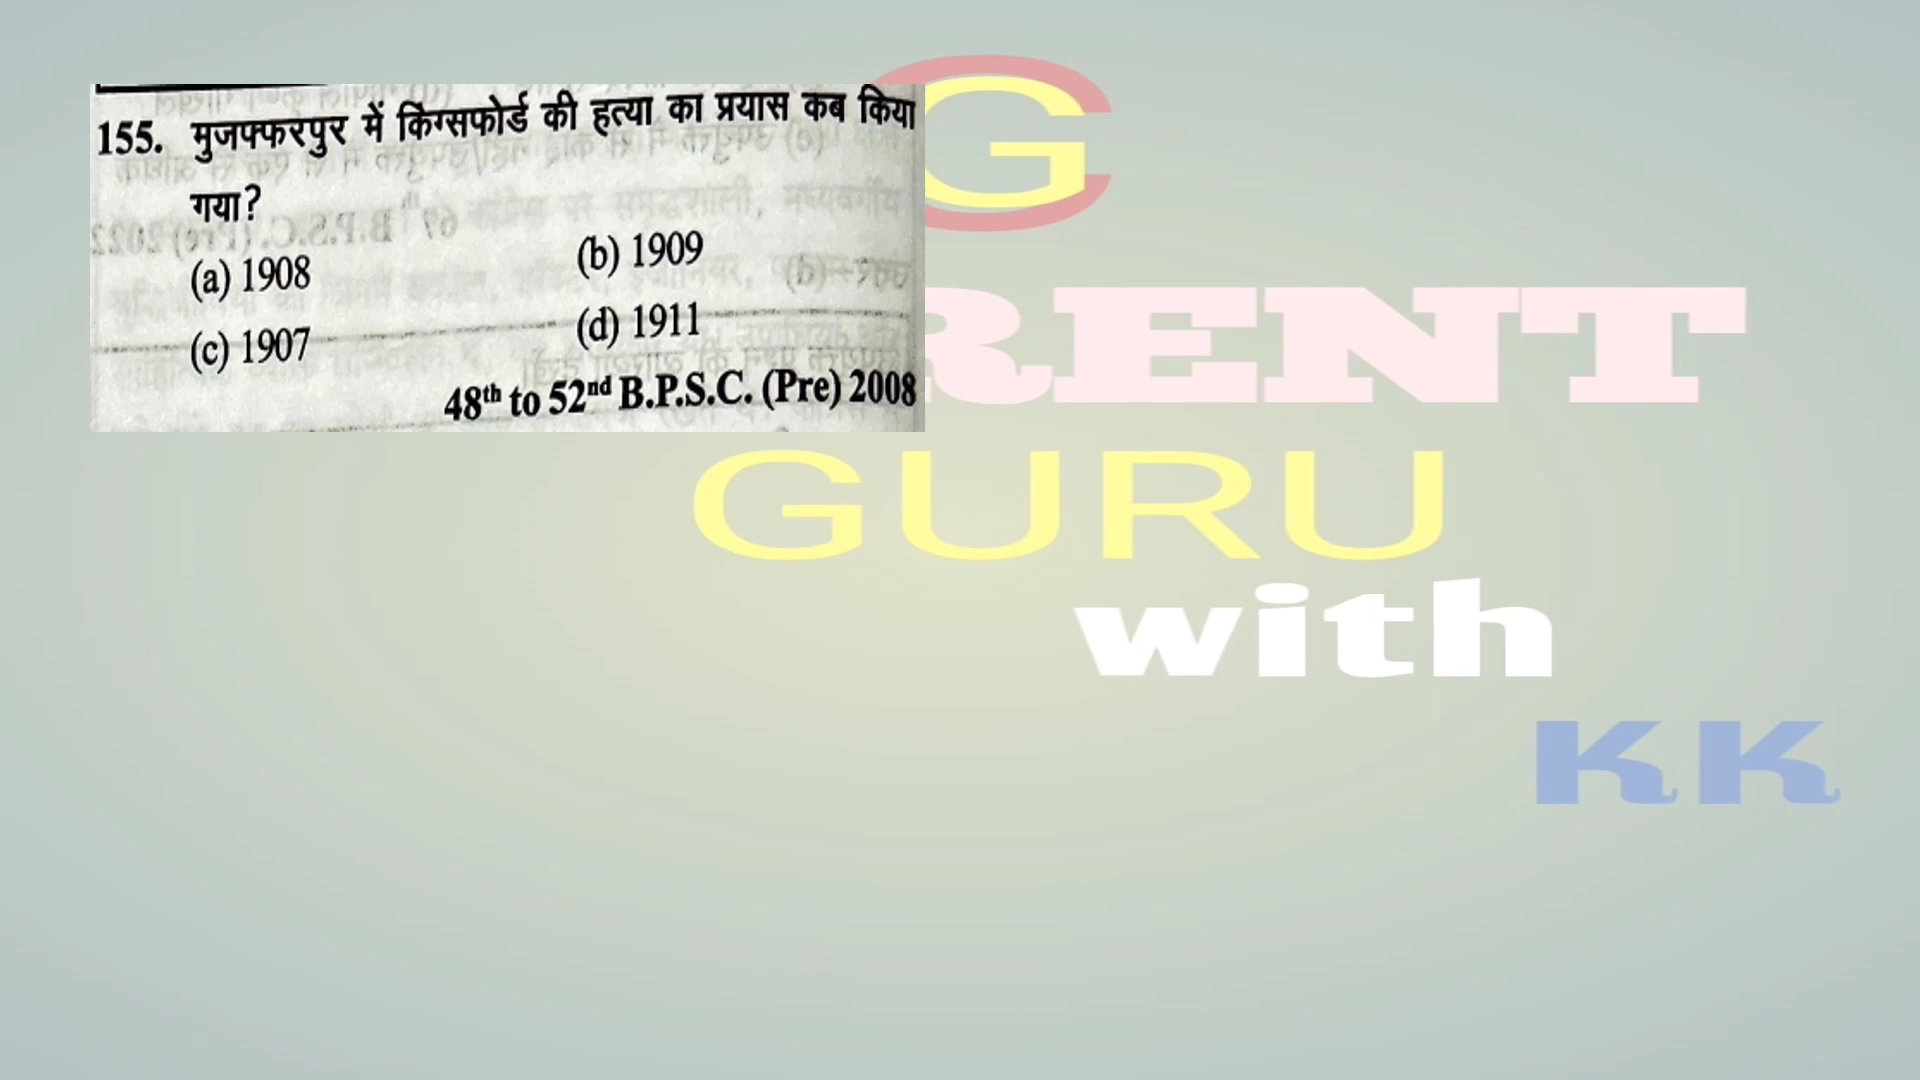 155. मुजफ्फरपुर में किंग्सफोर्ड की हत्या का प्रयास कब किया
गया?
(a) 1908
(b) 1909
(c) 1907
(d) 1911
48th to 52nd B.P.S.C. (Pre) 2008
G
RENT
GURU
with
KK